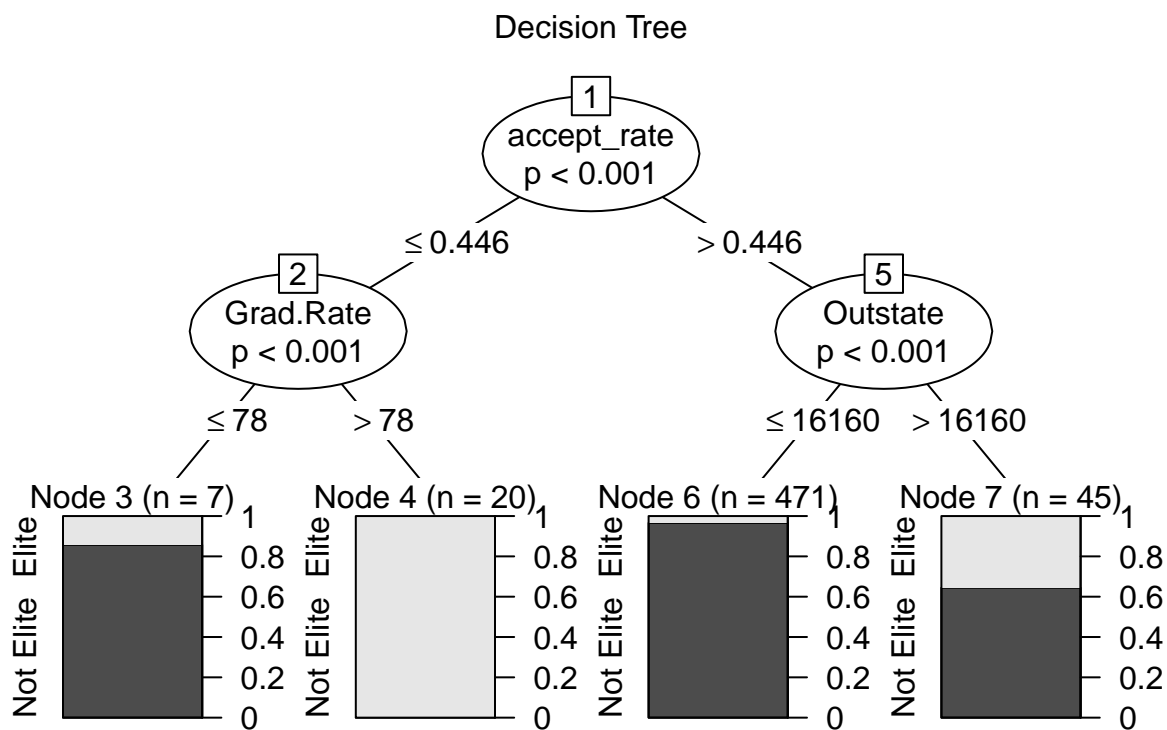 Decision Tree
1
accept_rate
p < 0.001
≤ 0.446
> 0.446
2
Grad.Rate
p < 0.001
5
Outstate
p < 0.001
≤ 78
> 78
≤ 16160
> 16160
Node 3 (n = 7)
Not Elite
Elite
1
0.8
0.6
0.4
0.2
0
Node 4 (n = 20)
Not Elite
Elite
1
0.8
0.6
0.4
0.2
0
Node 6 (n = 471)
Not Elite
Elite
1
0.8
0.6
0.4
0.2
0
Node 7 (n = 45)
Not Elite
Elite
1
0.8
0.6
0.4
0.2
0